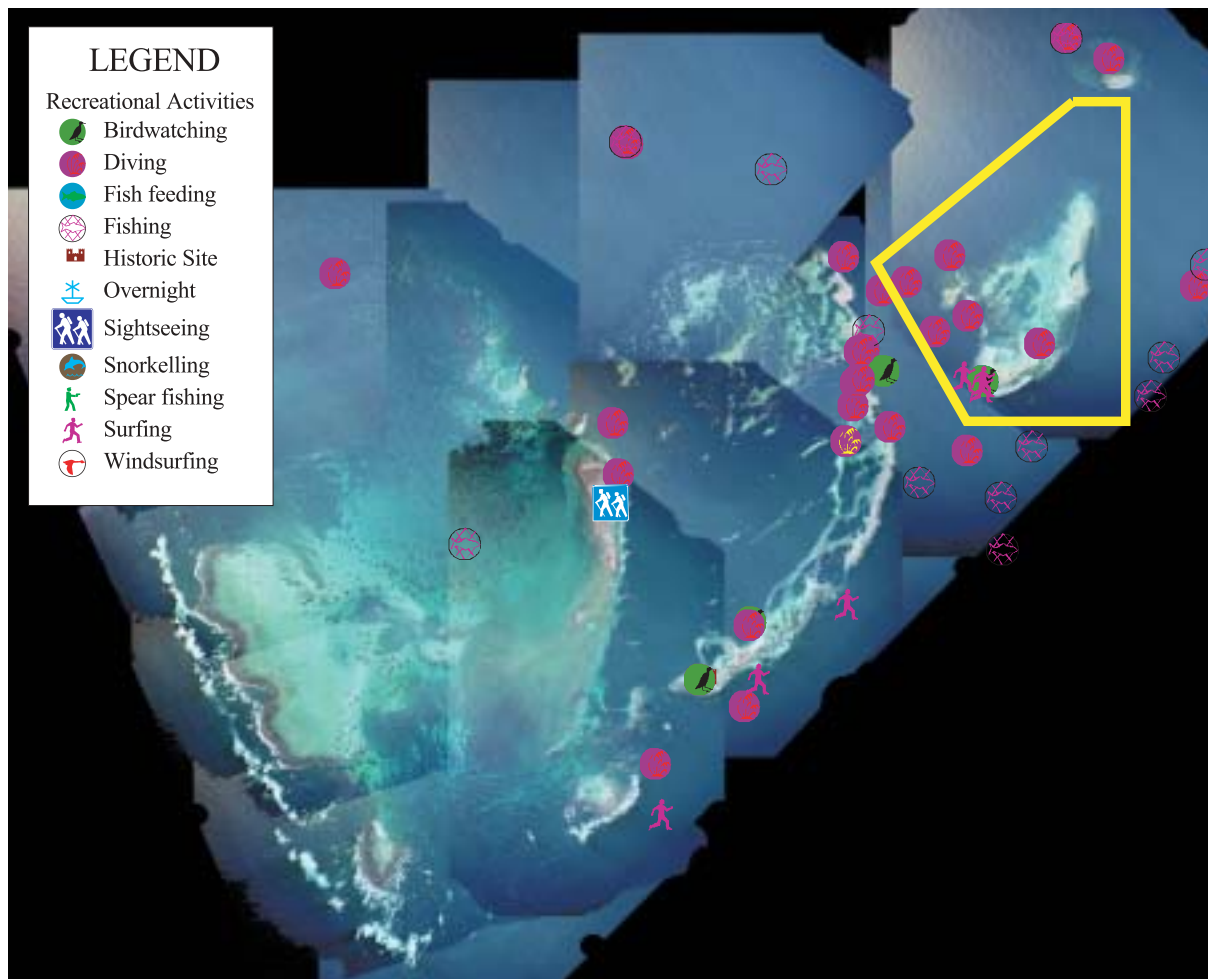 LEGEND
Recreational Activities
Birdwatching
Diving
Fish feeding
Fishing
Historic Site
Overnight
Sightseeing
Snorkelling
Spear fishing
Surfing
Windsurfing